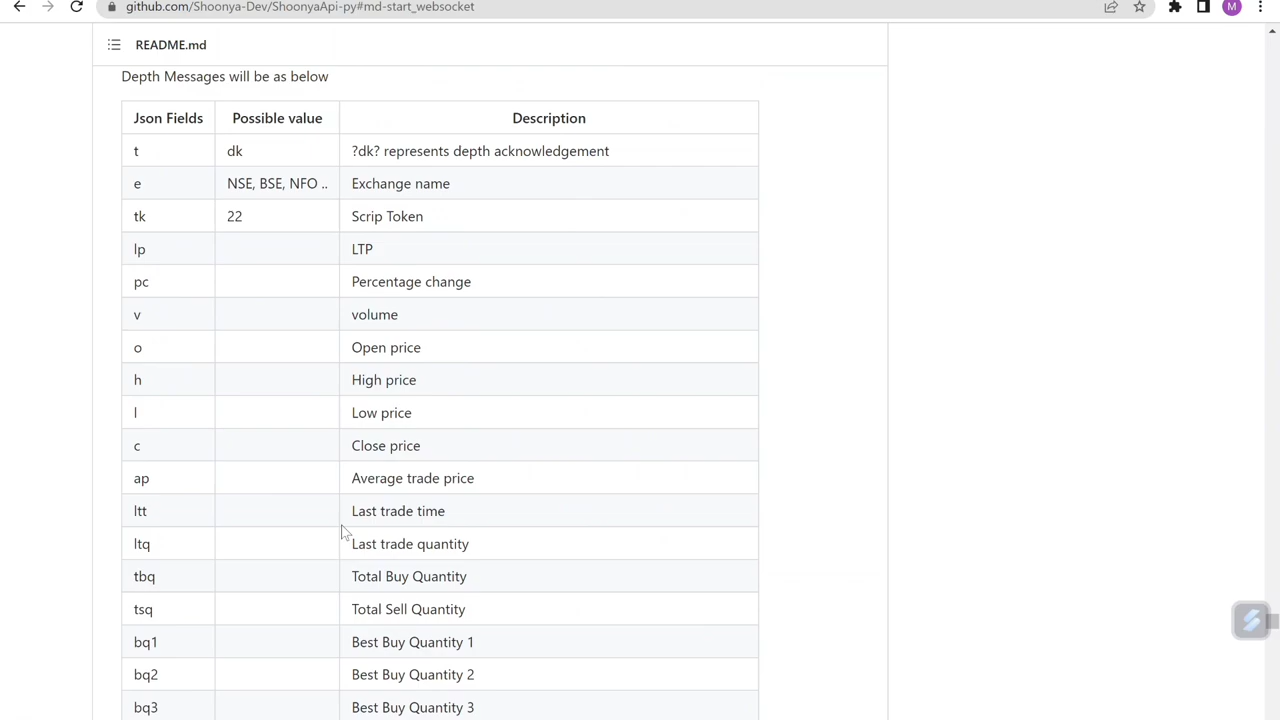 github.com/Shoonya-Dev/ShoonyaApi-py#md-start_websocket
M
README.md
Depth Messages will be as below
Json Fields Possible value Description
t dk ?dk? represents depth acknowledgement
e NSE, BSE, NFO .. Exchange name
tk 22 Scrip Token
lp LTP
pc Percentage change
v volume
o Open price
h High price
l Low price
c Close price
ap Average trade price
ltt Last trade time
ltq Last trade quantity
tbq Total Buy Quantity
tsq Total Sell Quantity
bq1 Best Buy Quantity 1
bq2 Best Buy Quantity 2
bq3 Best Buy Quantity 3